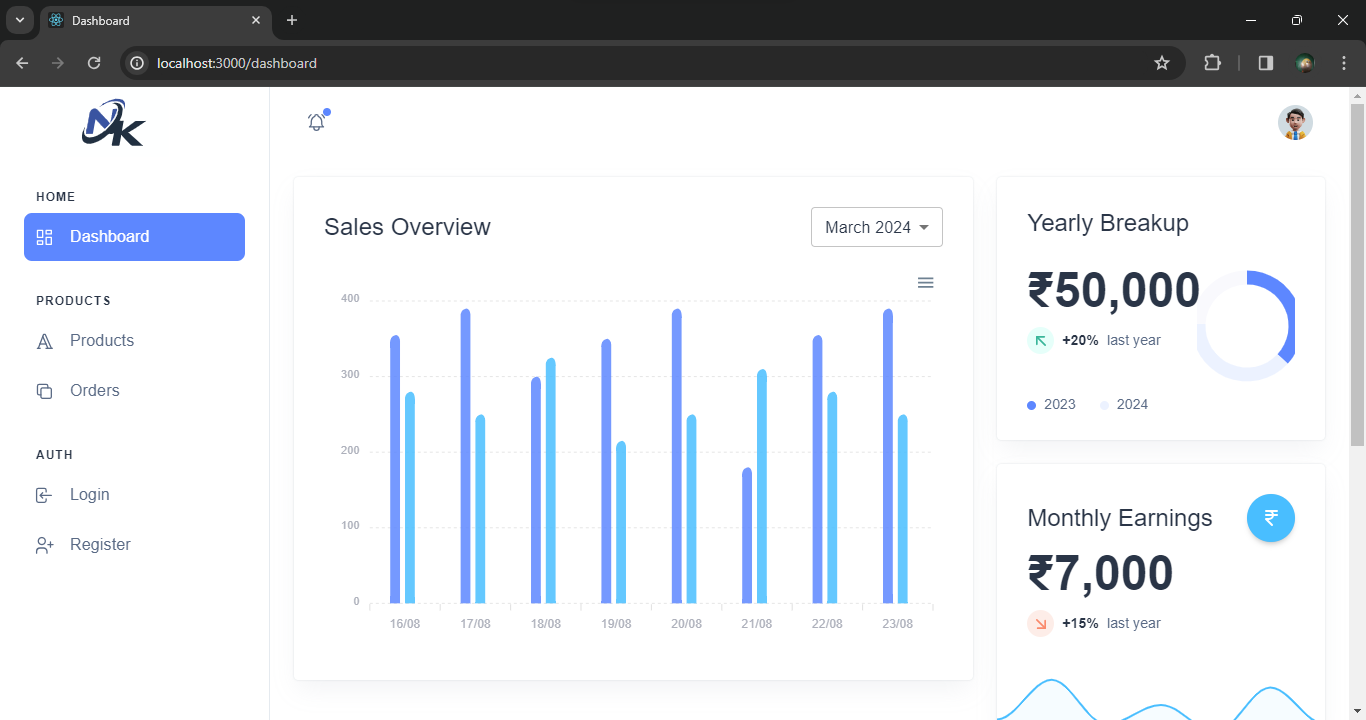 Dashboard
localhost:3000/dashboard
NK
HOME
Dashboard
PRODUCTS
Products
Orders
AUTH
Login
Register
Sales Overview
March 2024
400
300
200
100
0
16/08 17/08 18/08 19/08 20/08 21/08 22/08 23/08
Yearly Breakup
₹50,000
+20% last year
2023 2024
Monthly Earnings
₹
₹7,000
+15% last year